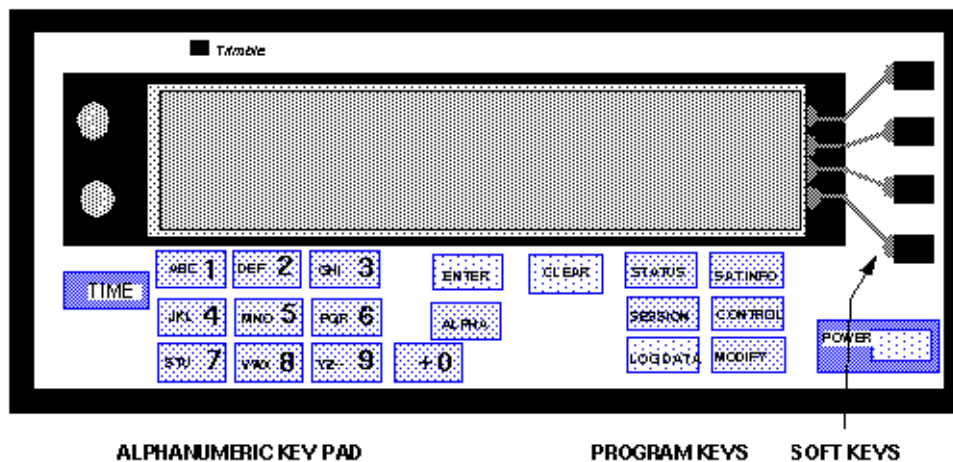 Trimble
ABC 1 DEF 2 GHI 3 ENTER CLEAR STATUS SAT INFO
TIME
JKL 4 MNO 5 PQR 6 ALPHA SESSION CONTROL
POWER
STU 7 VWX 8 YZ- 9 +0 LOG DATA MODIFY
ALPHANUMERIC KEY PAD PROGRAM KEYS SOFT KEYS